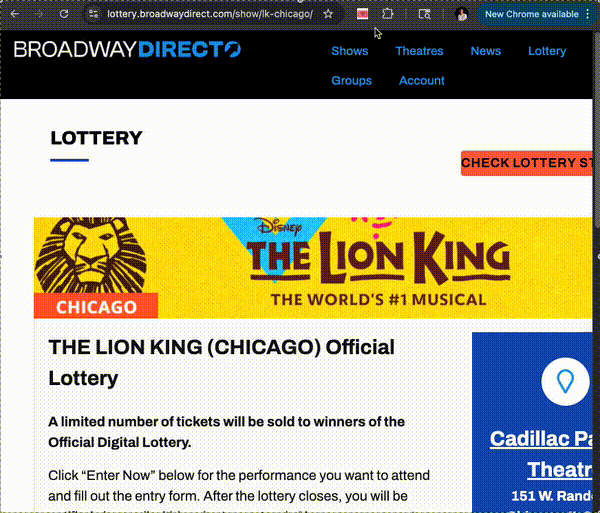 lottery.broadwaydirect.com/show/lk-chicago/
New Chrome available
BROADWAYDIRECT
Shows Theatres News Lottery
Groups Account
LOTTERY
CHECK LOTTERY ST
Disney
THE LION KING
THE WORLD'S #1 MUSICAL
CHICAGO
THE LION KING (CHICAGO) Official
Lottery
A limited number of tickets will be sold to winners of the
Official Digital Lottery.
Click “Enter Now” below for the performance you want to attend
and fill out the entry form. After the lottery closes, you will be
Cadillac Pa
Theatr
151 W. Rand